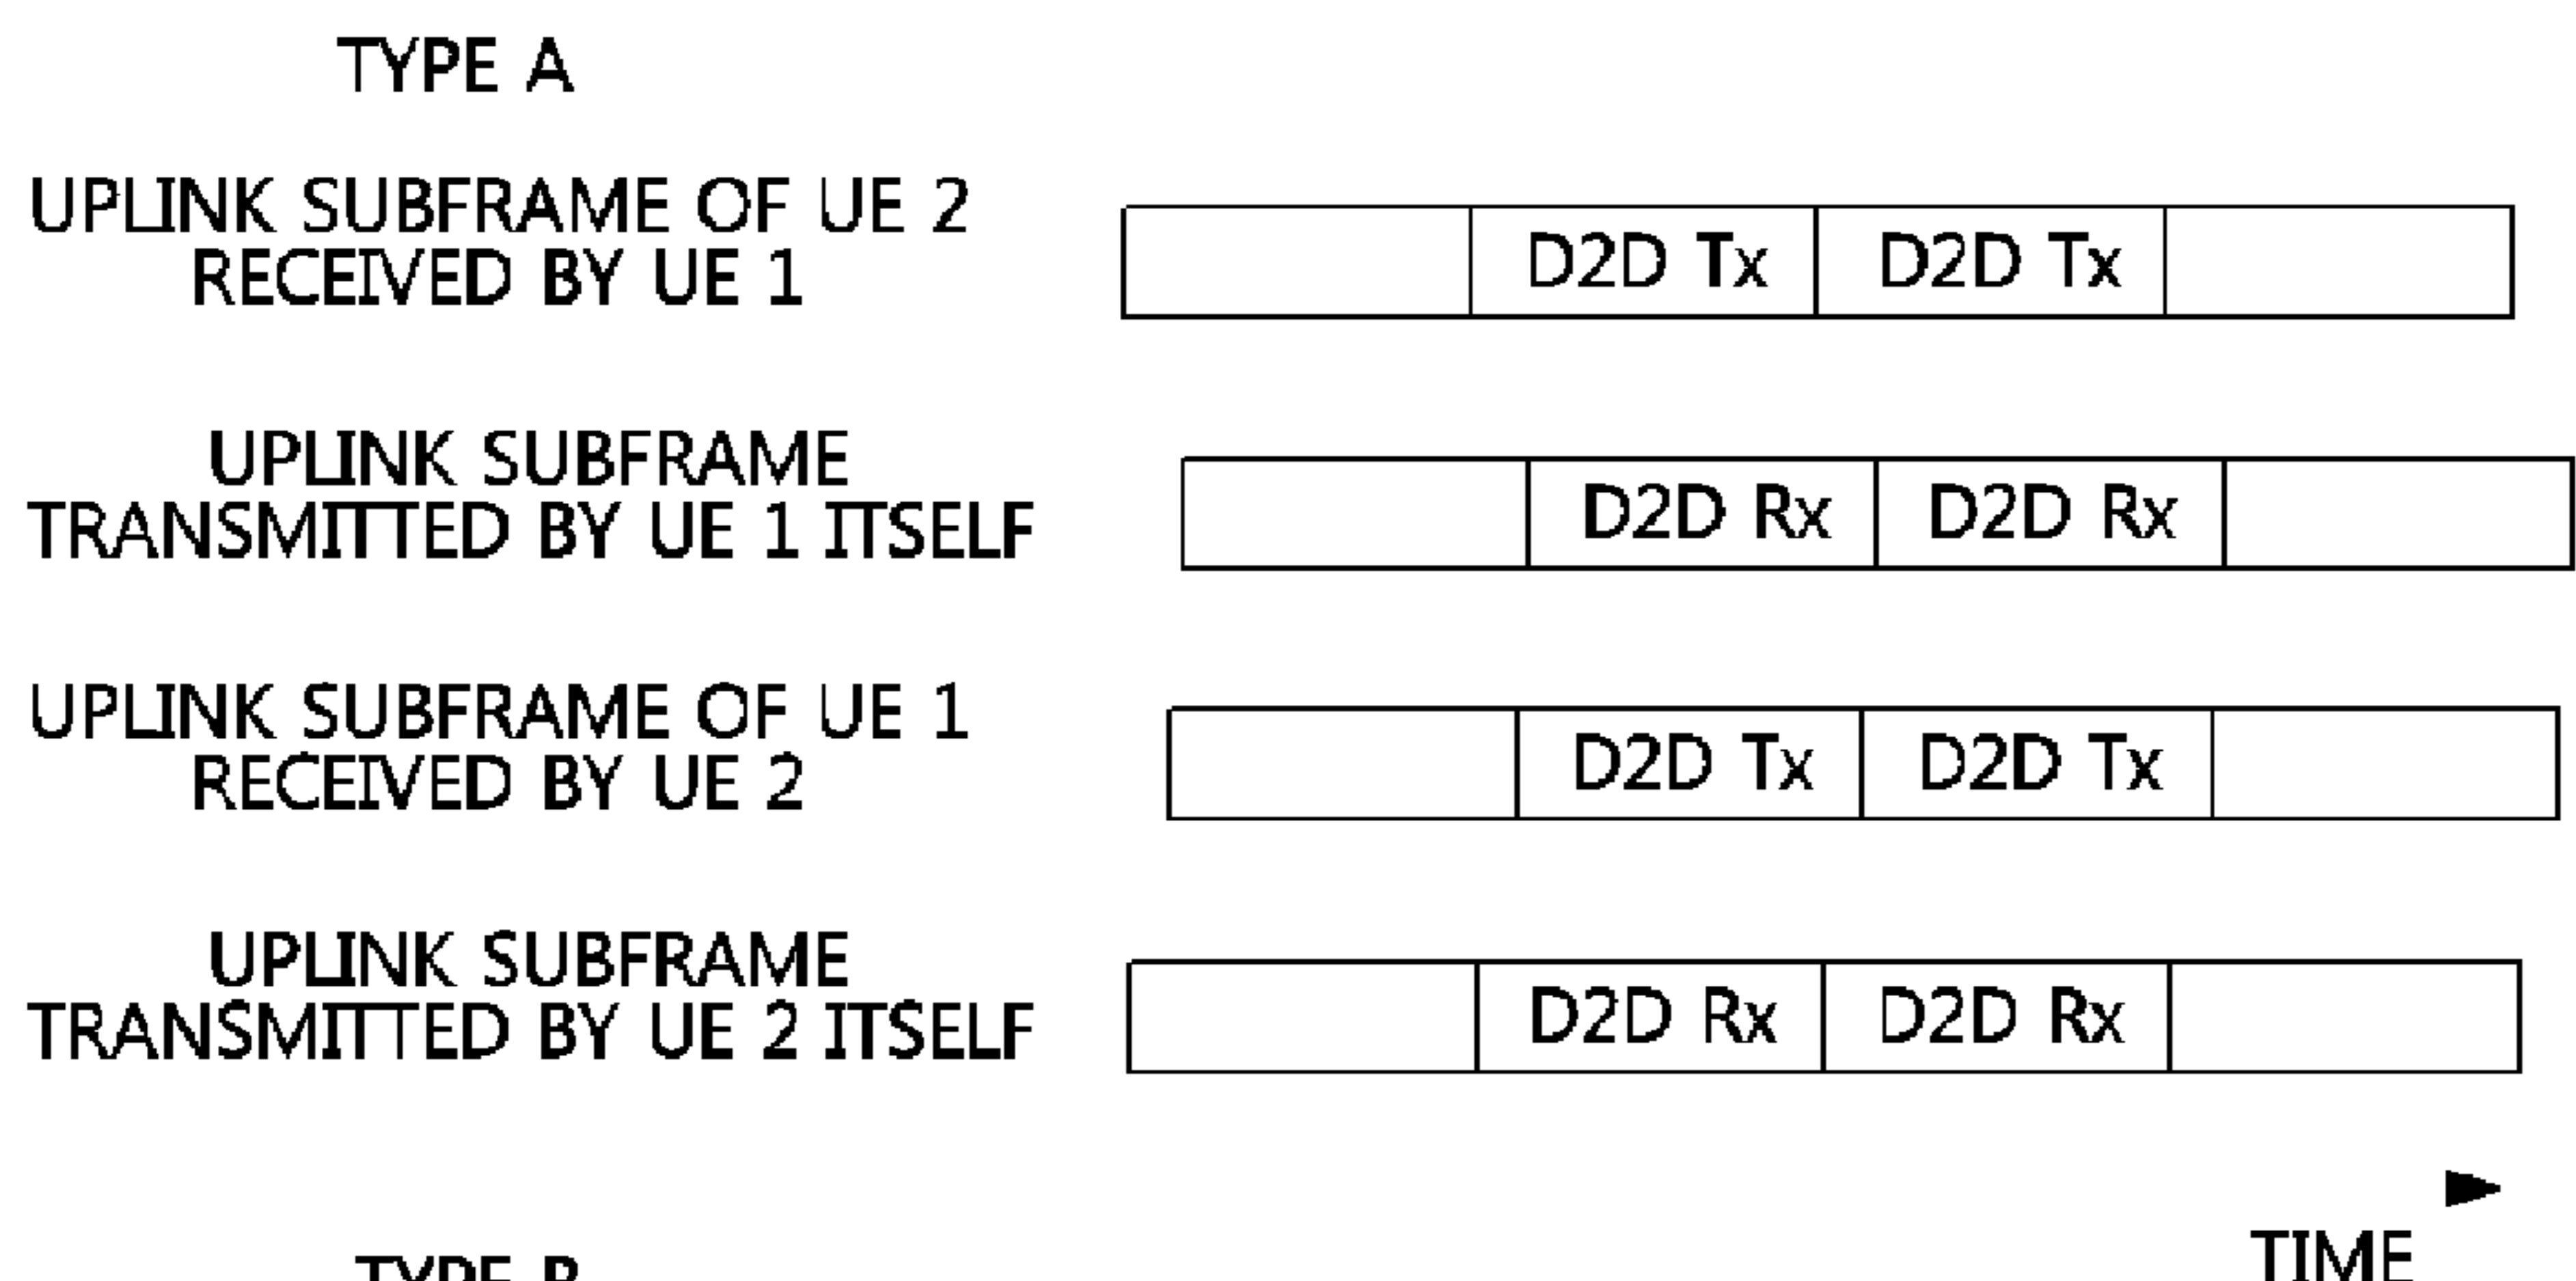 TYPE A
UPLINK SUBFRAME OF UE 2
RECEIVED BY UE 1
D2D Tx
D2D Tx
UPLINK SUBFRAME
TRANSMITTED BY UE 1 ITSELF
D2D Rx
D2D Rx
UPLINK SUBFRAME OF UE 1
RECEIVED BY UE 2
D2D Tx
D2D Tx
UPLINK SUBFRAME
TRANSMITTED BY UE 2 ITSELF
D2D Rx
D2D Rx
TIME
TYPE B